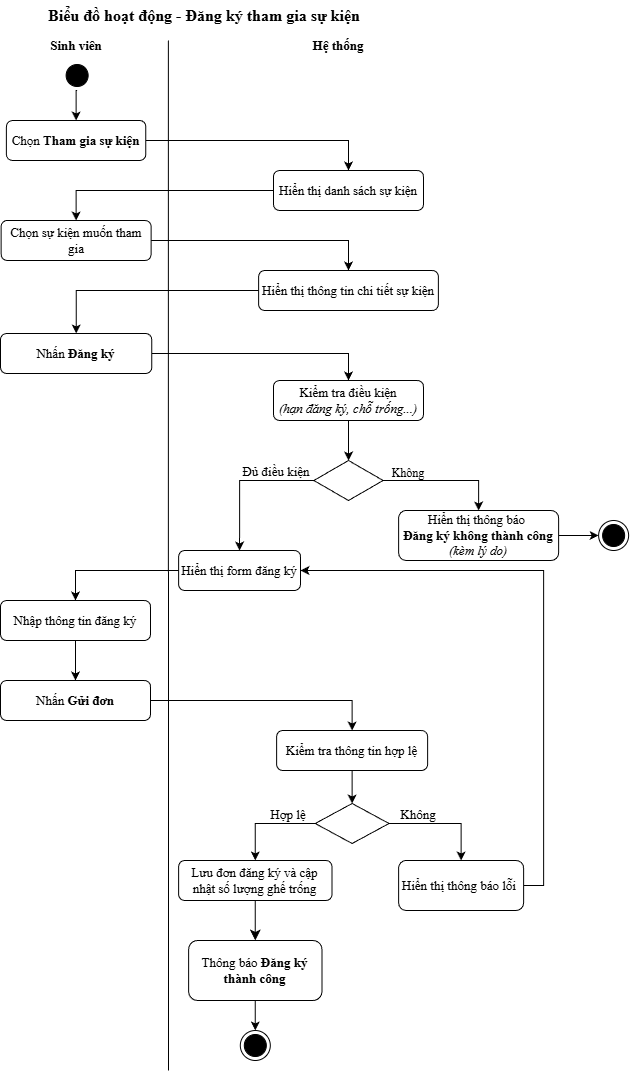 Biểu đồ hoạt động - Đăng ký tham gia sự kiện
Sinh viên
Hệ thống
Chọn Tham gia sự kiện
Hiển thị danh sách sự kiện
Chọn sự kiện muốn tham
gia
Hiển thị thông tin chi tiết sự kiện
Nhấn Đăng ký
Kiểm tra điều kiện
(hạn đăng ký, chỗ trống...)
Đủ điều kiện
Không
Hiển thị thông báo
Đăng ký không thành công
(kèm lý do)
Hiển thị form đăng ký
Nhập thông tin đăng ký
Nhấn Gửi đơn
Kiểm tra thông tin hợp lệ
Hợp lệ
Không
Lưu đơn đăng ký và cập
nhật số lượng ghế trống
Hiển thị thông báo lỗi
Thông báo Đăng ký
thành công